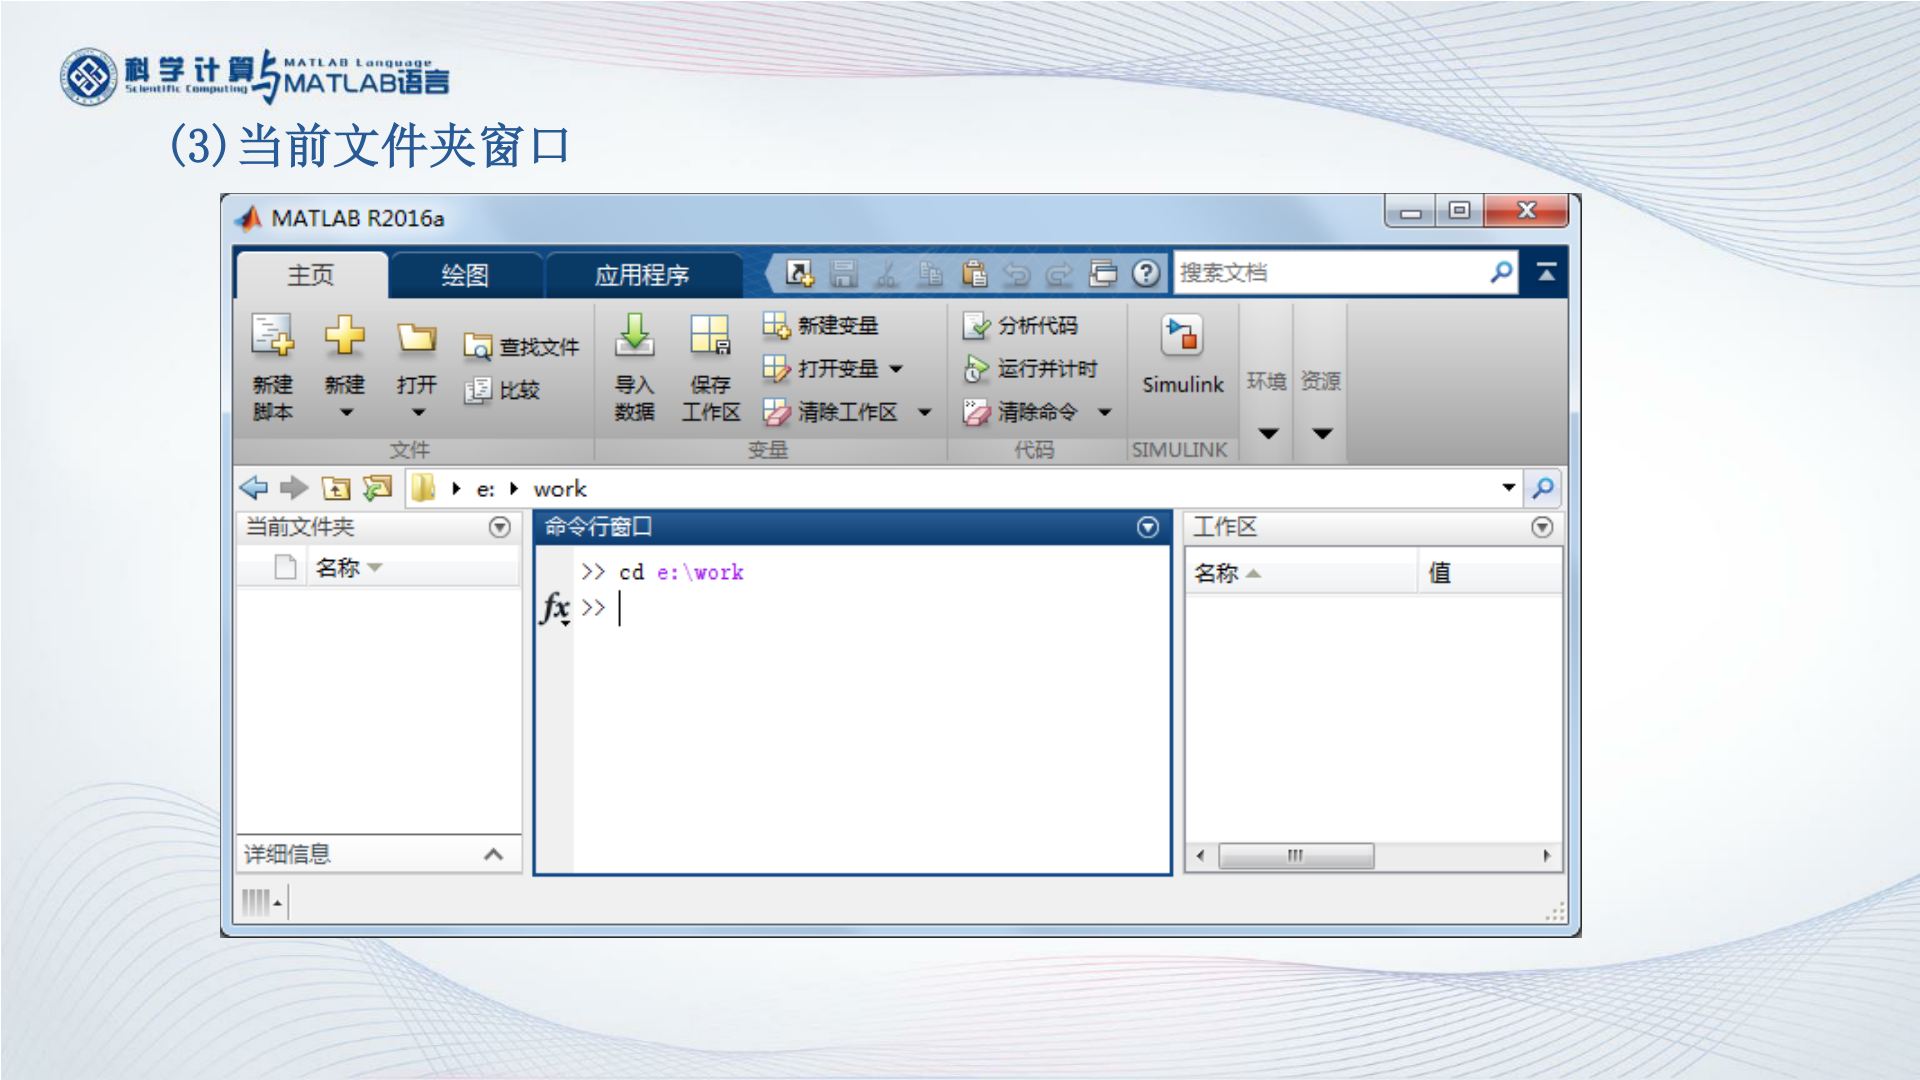 科学计算与MATLAB语言
Scientific Computing MATLAB Language
(3)当前文件夹窗口
MATLAB R2016a
主页 绘图 应用程序 搜索文档
新建脚本 新建 打开 查找文件 比较 导入数据 保存工作区 新建变量 打开变量 清除工作区 分析代码 运行并计时 清除命令 Simulink 环境 资源
文件 变量 代码 SIMULINK
e: work
当前文件夹 命令行窗口 工作区
名称 名称 值
>> cd e:\work
fx >>
详细信息